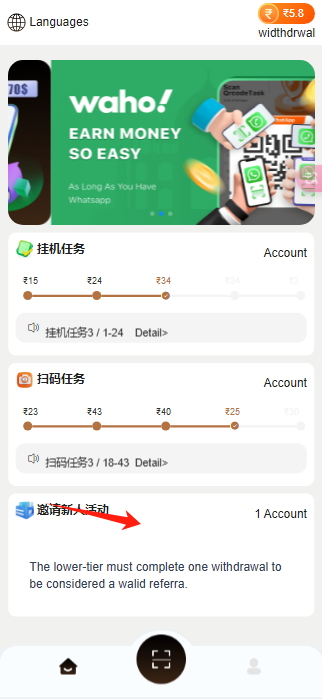 Languages
₹5.8
widthdrwal
70$
waho!
EARN MONEY
SO EASY
As Long As You Have
Whatsapp
Scan
QrcodeTask
WhatsApp
挂机任务
Account
₹15 ₹24 ₹34 ₹34
挂机任务3 / 1-24 Detail>
扫码任务
Account
₹23 ₹43 ₹40 ₹25 ₹30
扫码任务3 / 18-43 Detail>
邀请新人活动
1 Account
The lower-tier must complete one withdrawal to
be considered a walid referra.